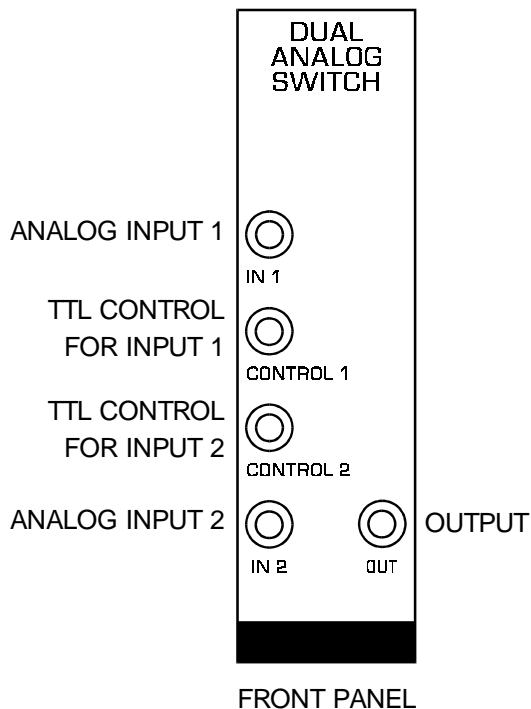 DUAL
ANALOG
SWITCH
ANALOG INPUT 1
IN 1
TTL CONTROL
FOR INPUT 1
CONTROL 1
TTL CONTROL
FOR INPUT 2
CONTROL 2
ANALOG INPUT 2
IN 2
OUTPUT
OUT
FRONT PANEL